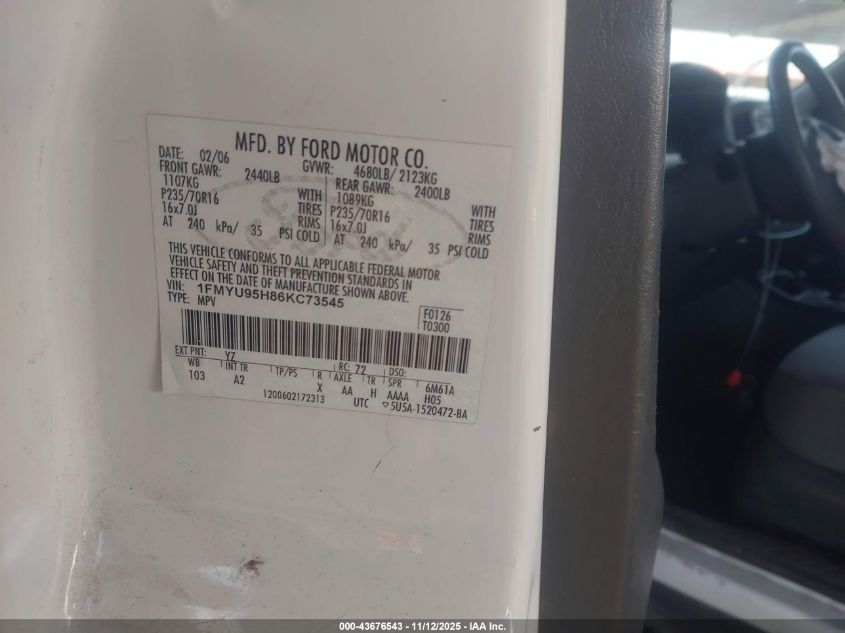 MFD. BY FORD MOTOR CO.
DATE: 02/06 GVWR: 4680LB/ 2123KG
FRONT GAWR: 2440LB REAR GAWR: 2400LB
1107KG WITH 1089KG WITH
P235/70R16 TIRES P235/70R16 TIRES
16x7.0J RIMS 16x7.0J RIMS
AT 240 kPa/ 35 PSI COLD AT 240 kPa/ 35 PSI COLD
THIS VEHICLE CONFORMS TO ALL APPLICABLE FEDERAL MOTOR
VEHICLE SAFETY AND THEFT PREVENTION STANDARDS IN
EFFECT ON THE DATE OF MANUFACTURE SHOWN ABOVE.
VIN: 1FMYU95H86KC73545
TYPE: MPV
F0126
T0300
EXT PNT: YZ RC: 72 DSO:
WB INT TR TP/PS R AXLE TR SPR 6M61A
103 A2 X AA H AAAA H05
1200602172313 UTC ▽5U5A-1520472-BA
000-43676543 - 11/12/2025 - IAA Inc.